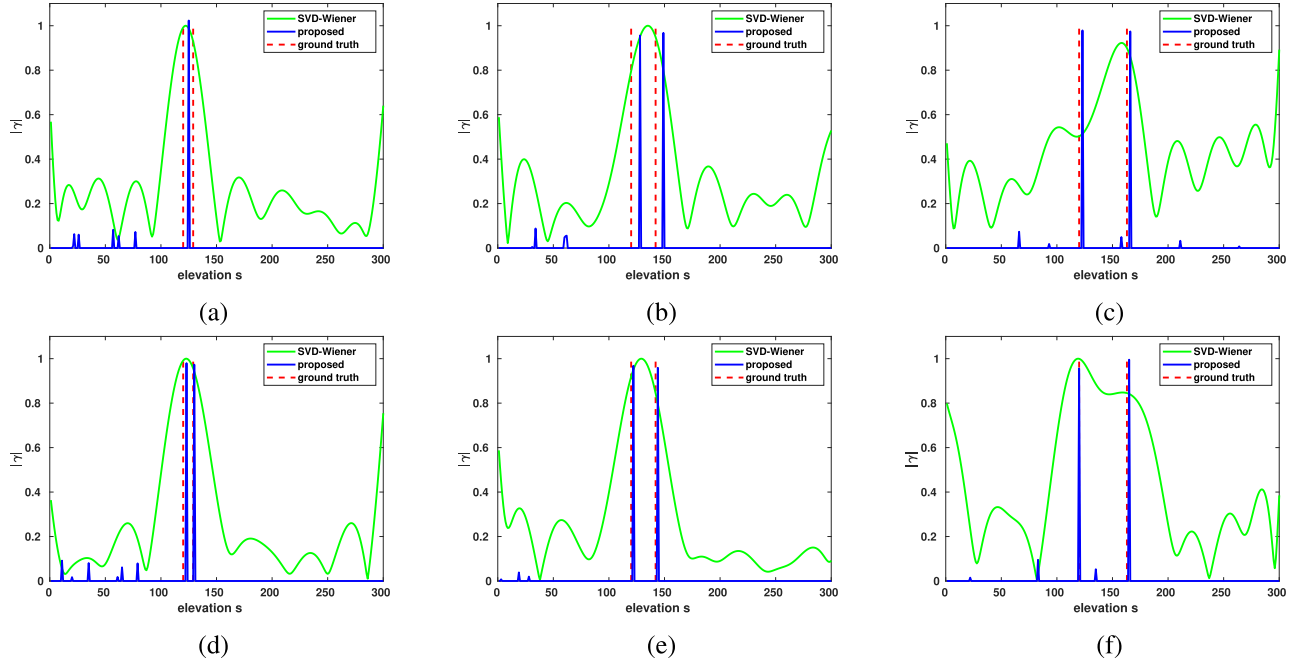 SVD-Wiener
proposed
ground truth
1
0.8
0.6
0.4
0.2
0
|γ|
0 50 100 150 200 250 300
elevation s
(a)
SVD-Wiener
proposed
ground truth
1
0.8
0.6
0.4
0.2
0
|γ|
0 50 100 150 200 250 300
elevation s
(b)
SVD-Wiener
proposed
ground truth
1
0.8
0.6
0.4
0.2
0
|γ|
0 50 100 150 200 250 300
elevation s
(c)
SVD-Wiener
proposed
ground truth
1
0.8
0.6
0.4
0.2
0
|γ|
0 50 100 150 200 250 300
elevation s
(d)
SVD-Wiener
proposed
ground truth
1
0.8
0.6
0.4
0.2
0
|γ|
0 50 100 150 200 250 300
elevation s
(e)
SVD-Wiener
proposed
ground truth
1
0.8
0.6
0.4
0.2
0
|γ|
0 50 100 150 200 250 300
elevation s
(f)